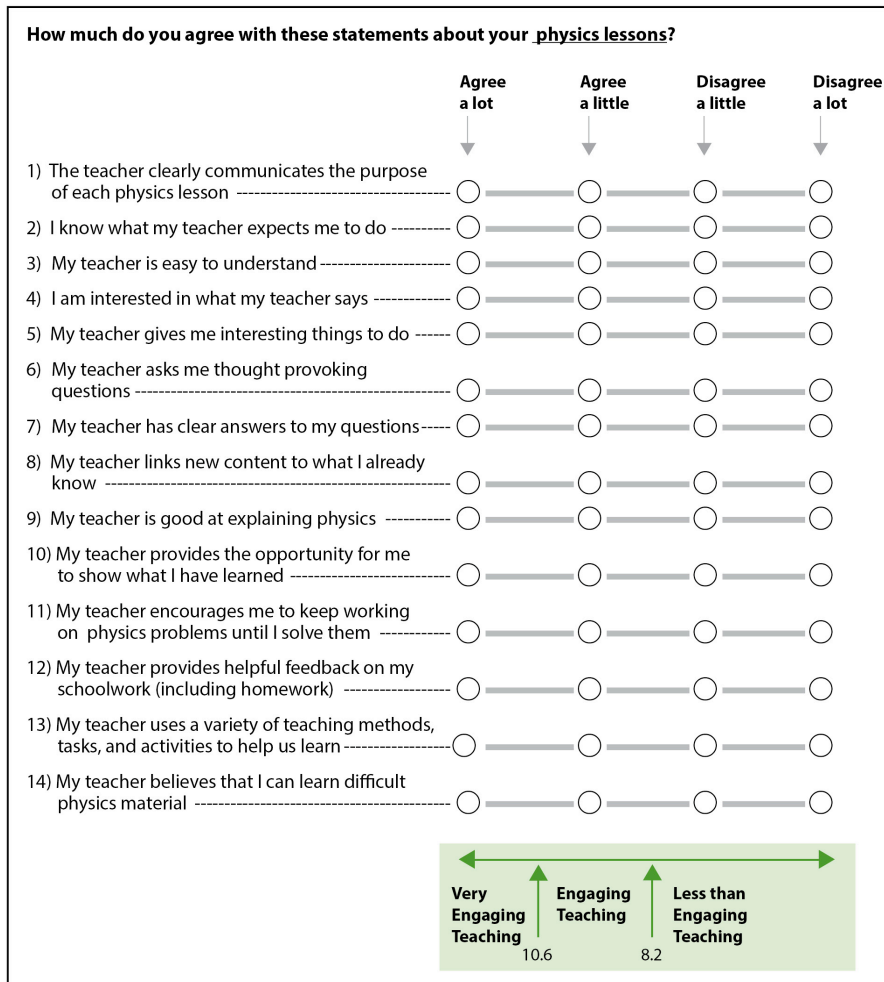 How much do you agree with these statements about your physics lessons?
Agree a lot
Agree a little
Disagree a little
Disagree a lot
1) The teacher clearly communicates the purpose
of each physics lesson
2) I know what my teacher expects me to do
3) My teacher is easy to understand
4) I am interested in what my teacher says
5) My teacher gives me interesting things to do
6) My teacher asks me thought provoking
questions
7) My teacher has clear answers to my questions
8) My teacher links new content to what I already
know
9) My teacher is good at explaining physics
10) My teacher provides the opportunity for me
to show what I have learned
11) My teacher encourages me to keep working
on physics problems until I solve them
12) My teacher provides helpful feedback on my
schoolwork (including homework)
13) My teacher uses a variety of teaching methods,
tasks, and activities to help us learn
14) My teacher believes that I can learn difficult
physics material
Very
Engaging
Teaching
10.6
Engaging
Teaching
8.2
Less than
Engaging
Teaching